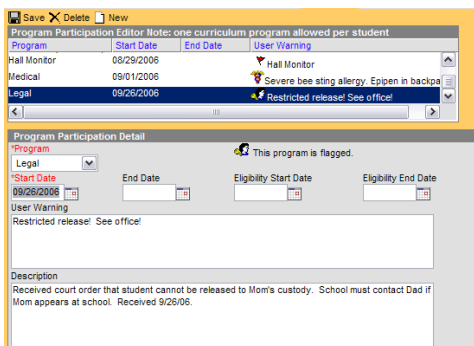 Save Delete New
Program Participation Editor Note: one curriculum program allowed per student
Program Start Date End Date User Warning
Hall Monitor 08/29/2006 Hall Monitor
Medical 09/01/2006 Severe bee sting allergy. Epipen in backpa
Legal 09/26/2006 Restricted release! See office!
Program Participation Detail
*Program This program is flagged.
Legal
*Start Date End Date Eligibility Start Date Eligibility End Date
09/26/2006
User Warning
Restricted release! See office!
Description
Received court order that student cannot be released to Mom's custody. School must contact Dad if
Mom appears at school. Received 9/26/06.